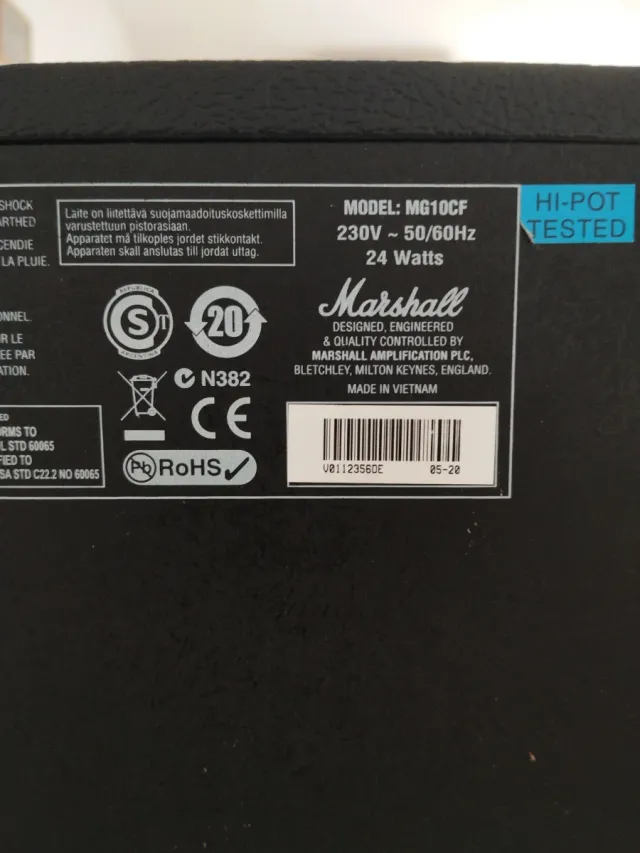 SHOCK
ARTHED
CENDIE
LA PLUIE.
ONNEL.
R LE
EE PAR
ATION.
ED
RMS TO
L STD 60065
FIED TO
SA STD C22.2 NO 60065
Laite on liitettävä suojamaadoituskoskettimilla
varustettuun pistorasiaan.
Apparatet må tilkoples jordet stikkontakt.
Apparaten skall anslutas till jordat uttag.
REPUBLICA
S T
ARGENTINA
20
N382
CE
Pb RoHS
MODEL: MG10CF
230V ~ 50/60Hz
24 Watts
Marshall
DESIGNED, ENGINEERED
& QUALITY CONTROLLED BY
MARSHALL AMPLIFICATION PLC,
BLETCHLEY, MILTON KEYNES, ENGLAND.
MADE IN VIETNAM
V0112356DE 05-20
HI-POT
TESTED